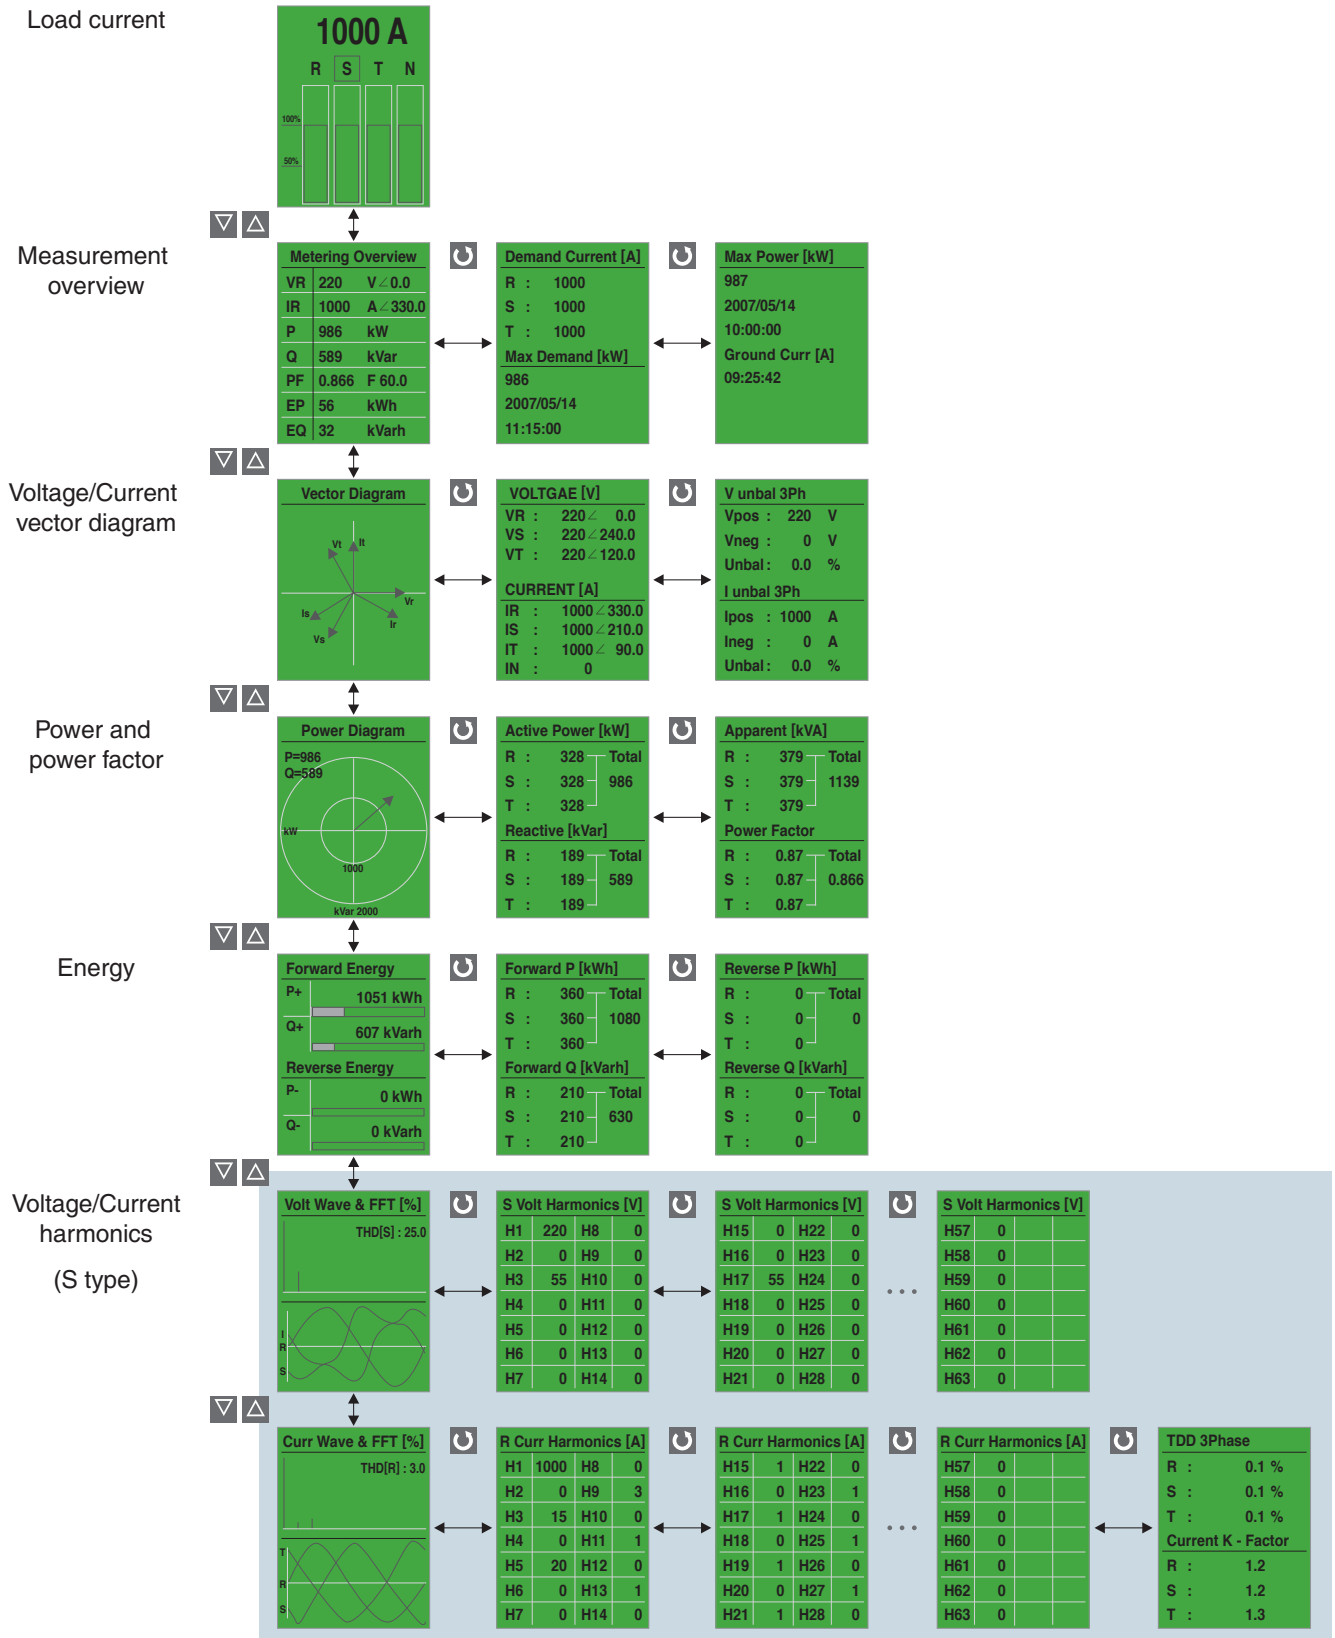 Load current
1000 A
R S T N
100%
50%
Measurement
overview
Metering Overview
VR 220 V∠0.0
IR 1000 A∠330.0
P 986 kW
Q 589 kVar
PF 0.866 F 60.0
EP 56 kWh
EQ 32 kVarh
Demand Current [A]
R : 1000
S : 1000
T : 1000
Max Demand [kW]
986
2007/05/14
11:15:00
Max Power [kW]
987
2007/05/14
10:00:00
Ground Curr [A]
09:25:42
Voltage/Current
vector diagram
Vector Diagram
Vt It
Vr
Is
Ir
Vs
VOLTGAE [V]
VR : 220∠ 0.0
VS : 220∠240.0
VT : 220∠120.0
CURRENT [A]
IR : 1000∠330.0
IS : 1000∠210.0
IT : 1000∠ 90.0
IN : 0
V unbal 3Ph
Vpos : 220 V
Vneg : 0 V
Unbal : 0.0 %
I unbal 3Ph
Ipos : 1000 A
Ineg : 0 A
Unbal : 0.0 %
Power and
power factor
Power Diagram
P=986
Q=589
kW
1000
kVar 2000
Active Power [kW]
R : 328 Total
S : 328 986
T : 328
Reactive [kVar]
R : 189 Total
S : 189 589
T : 189
Apparent [kVA]
R : 379 Total
S : 379 1139
T : 379
Power Factor
R : 0.87 Total
S : 0.87 0.866
T : 0.87
Energy
Forward Energy
P+ 1051 kWh
Q+ 607 kVarh
Reverse Energy
P- 0 kWh
Q- 0 kVarh
Forward P [kWh]
R : 360 Total
S : 360 1080
T : 360
Forward Q [kVarh]
R : 210 Total
S : 210 630
T : 210
Reverse P [kWh]
R : 0 Total
S : 0 0
T : 0
Reverse Q [kVarh]
R : 0 Total
S : 0 0
T : 0
Voltage/Current
harmonics
(S type)
Volt Wave & FFT [%]
THD[S] : 25.0
I
R
S
S Volt Harmonics [V]
H1 220 H8 0
H2 0 H9 0
H3 55 H10 0
H4 0 H11 0
H5 0 H12 0
H6 0 H13 0
H7 0 H14 0
S Volt Harmonics [V]
H15 0 H22 0
H16 0 H23 0
H17 55 H24 0
H18 0 H25 0
H19 0 H26 0
H20 0 H27 0
H21 0 H28 0
• • •
S Volt Harmonics [V]
H57 0
H58 0
H59 0
H60 0
H61 0
H62 0
H63 0
Curr Wave & FFT [%]
THD[R] : 3.0
T
R
S
R Curr Harmonics [A]
H1 1000 H8 0
H2 0 H9 3
H3 15 H10 0
H4 0 H11 1
H5 20 H12 0
H6 0 H13 1
H7 0 H14 0
R Curr Harmonics [A]
H15 1 H22 0
H16 0 H23 1
H17 1 H24 0
H18 0 H25 1
H19 1 H26 0
H20 0 H27 1
H21 1 H28 0
• • •
R Curr Harmonics [A]
H57 0
H58 0
H59 0
H60 0
H61 0
H62 0
H63 0
TDD 3Phase
R : 0.1 %
S : 0.1 %
T : 0.1 %
Current K - Factor
R : 1.2
S : 1.2
T : 1.3